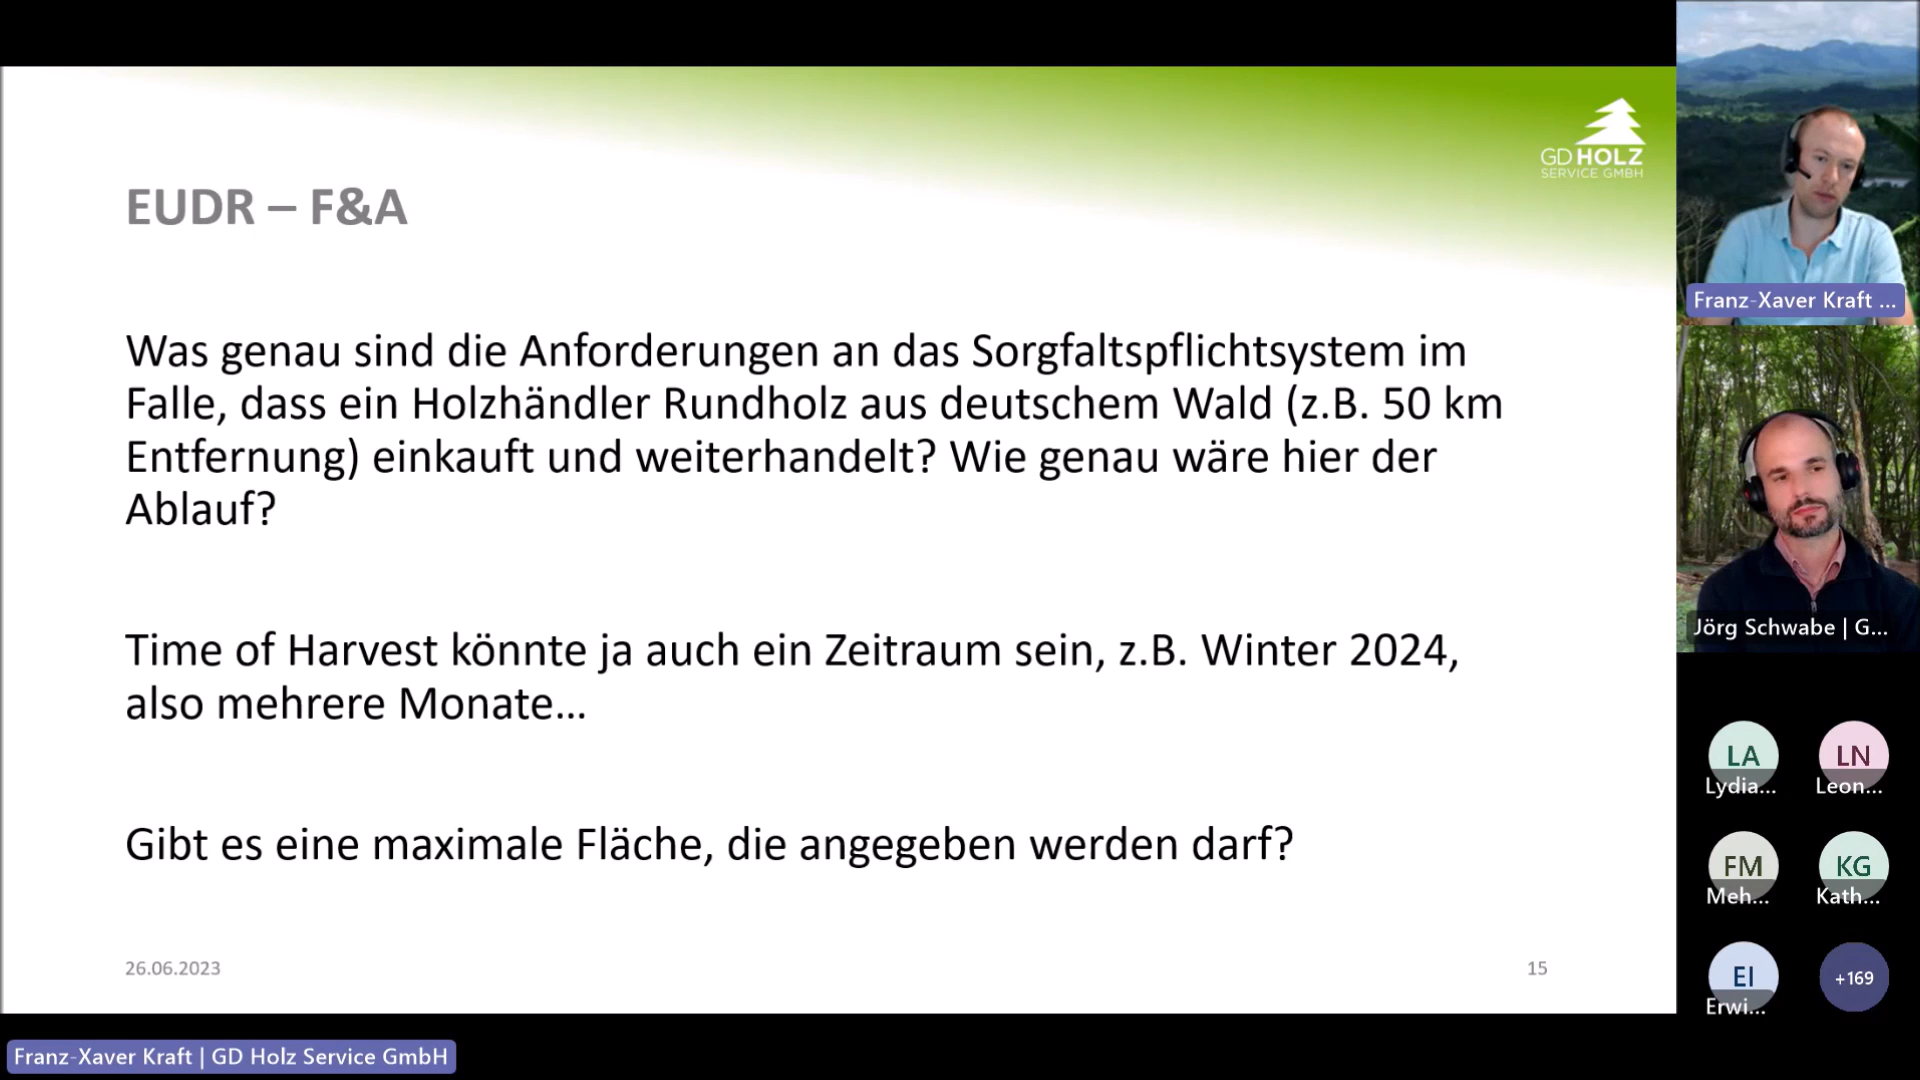 GD HOLZ
SERVICE GMBH
EUDR – F&A
Was genau sind die Anforderungen an das Sorgfaltspflichtsystem im
Falle, dass ein Holzhändler Rundholz aus deutschem Wald (z.B. 50 km
Entfernung) einkauft und weiterhandelt? Wie genau wäre hier der
Ablauf?
Time of Harvest könnte ja auch ein Zeitraum sein, z.B. Winter 2024,
also mehrere Monate...
Gibt es eine maximale Fläche, die angegeben werden darf?
26.06.2023
15
Franz-Xaver Kraft ...
Jörg Schwabe | G...
LA
Lydia...
LN
Leon...
FM
Meh...
KG
Kath...
EI
Erwi...
+169
Franz-Xaver Kraft | GD Holz Service GmbH